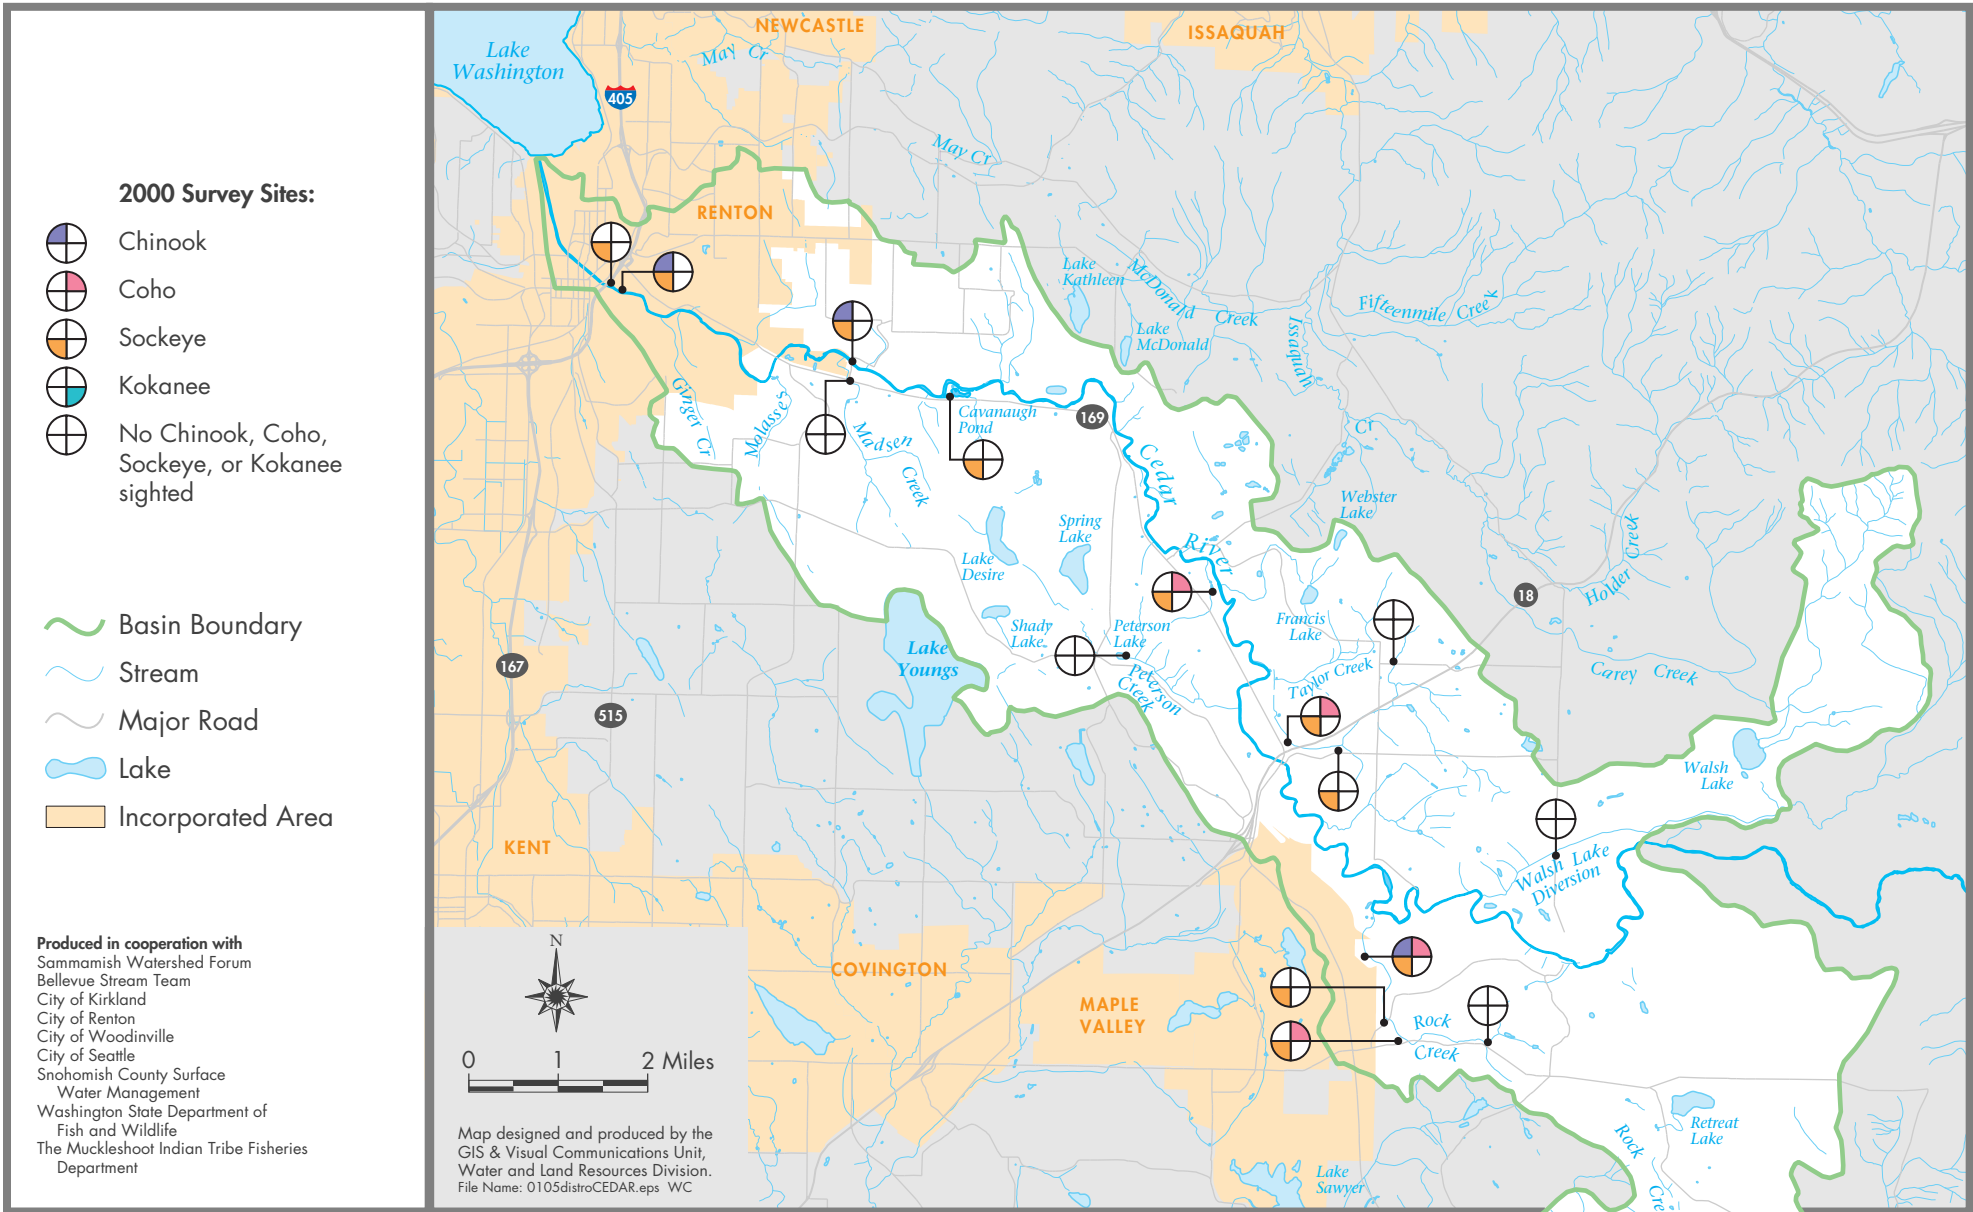 2000 Survey Sites:
Chinook
Coho
Sockeye
Kokanee
No Chinook, Coho,
Sockeye, or Kokanee
sighted
Basin Boundary
Stream
Major Road
Lake
Incorporated Area
Produced in cooperation with
Sammamish Watershed Forum
Bellevue Stream Team
City of Kirkland
City of Renton
City of Woodinville
City of Seattle
Snohomish County Surface
Water Management
Washington State Department of
Fish and Wildlife
The Muckleshoot Indian Tribe Fisheries
Department
Lake
Washington
405
NEWCASTLE
May Cr
ISSAQUAH
May Cr
RENTON
Lake
Kathleen
McDonald Creek
Lake
McDonald
Issaquah
Cr
Fifteenmile Creek
Ginger Cr
Molasses
Madsen
Creek
Cavanaugh
Pond
169
Cedar
River
Webster
Lake
Spring
Lake
Lake
Desire
Shady
Lake
Peterson
Lake
Peterson
Creek
Francis
Lake
Taylor Creek
18
Holder Creek
Carey Creek
Lake
Youngs
167
515
Walsh
Lake
Walsh Lake
Diversion
KENT
COVINGTON
MAPLE
VALLEY
Rock
Creek
Retreat
Lake
Rock
Cre
Lake
Sawyer
N
0 1 2 Miles
Map designed and produced by the
GIS & Visual Communications Unit,
Water and Land Resources Division.
File Name: 0105distroCEDAR.eps WC